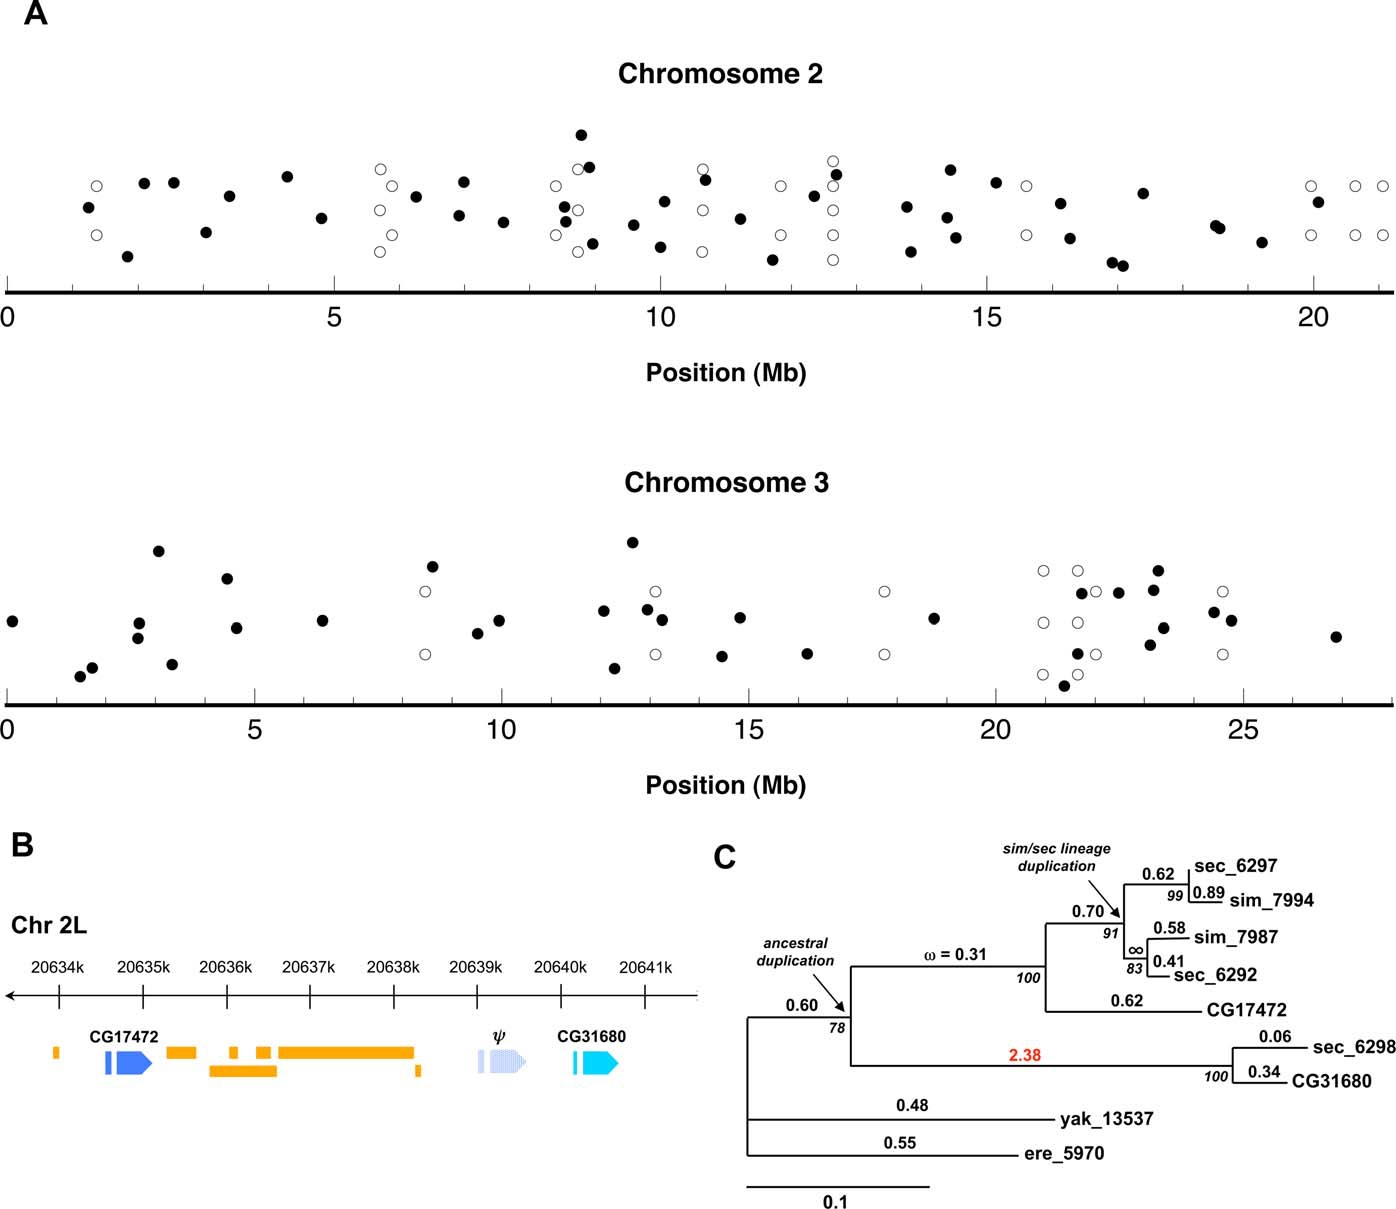 A
Chromosome 2
0 5 10 15 20
Position (Mb)
Chromosome 3
0 5 10 15 20 25
Position (Mb)
B
Chr 2L
20634k 20635k 20636k 20637k 20638k 20639k 20640k 20641k
CG17472 ψ CG31680
C
sim/sec lineage
duplication
ancestral
duplication
0.62 sec_6297
99 0.89 sim_7994
0.70
91
0.58 sim_7987
∞
83 0.41 sec_6292
ω = 0.31
100
0.62 CG17472
0.60
78
2.38
0.06 sec_6298
100 0.34 CG31680
0.48 yak_13537
0.55 ere_5970
0.1